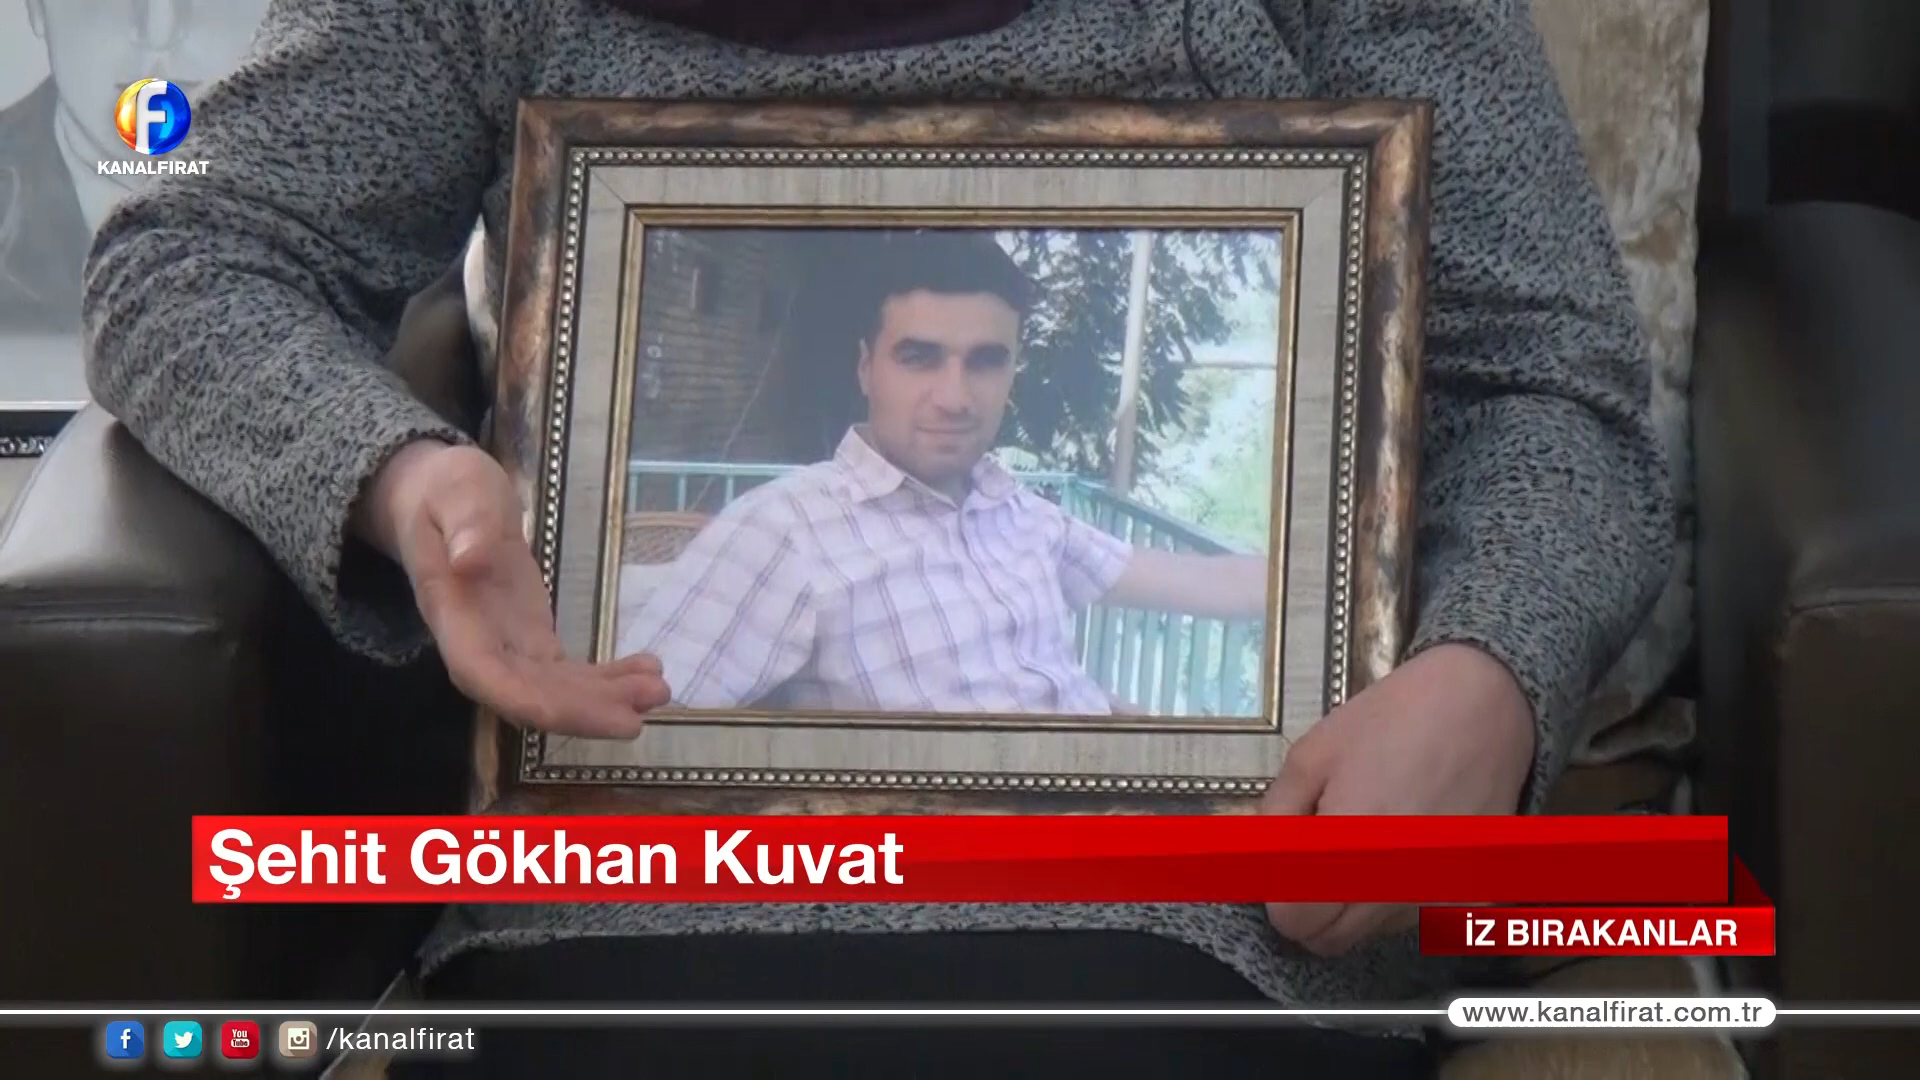 KANALFIRAT
Şehit Gökhan Kuvat
İZ BIRAKANLAR
www.kanalfirat.com.tr
/kanalfirat